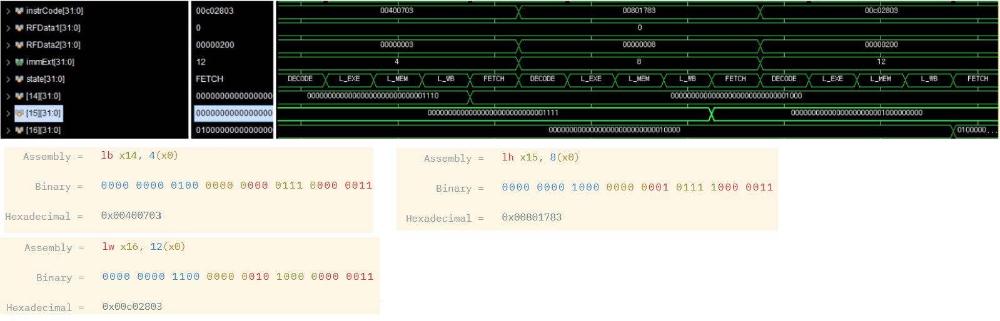 instrCode[31:0] 00c02803 00400703 00801783 00c02803
RFData1[31:0] 0 0
RFData2[31:0] 00000200 00000003 00000008 00000200
immExt[31:0] 12 4 8 12
state[31:0] FETCH DECODE L_EXE L_MEM L_WB FETCH DECODE L_EXE L_MEM L_WB FETCH DECODE L_EXE L_MEM L_WB FETCH
[14][31:0] 0000000000000000 00000000000000000000000000001110 00000000000000000000000000001000
[15][31:0] 0000000000000000 00000000000000000000000000001111 00000000000000000000001000000000
[16][31:0] 0100000000000000 00000000000000000000000000010000 0100000...
Assembly = lb x14, 4(x0)
Binary = 0000 0000 0100 0000 0000 0111 0000 0011
Hexadecimal = 0x00400703
Assembly = lh x15, 8(x0)
Binary = 0000 0000 1000 0000 0001 0111 1000 0011
Hexadecimal = 0x00801783
Assembly = lw x16, 12(x0)
Binary = 0000 0000 1100 0000 0010 1000 0000 0011
Hexadecimal = 0x00c02803